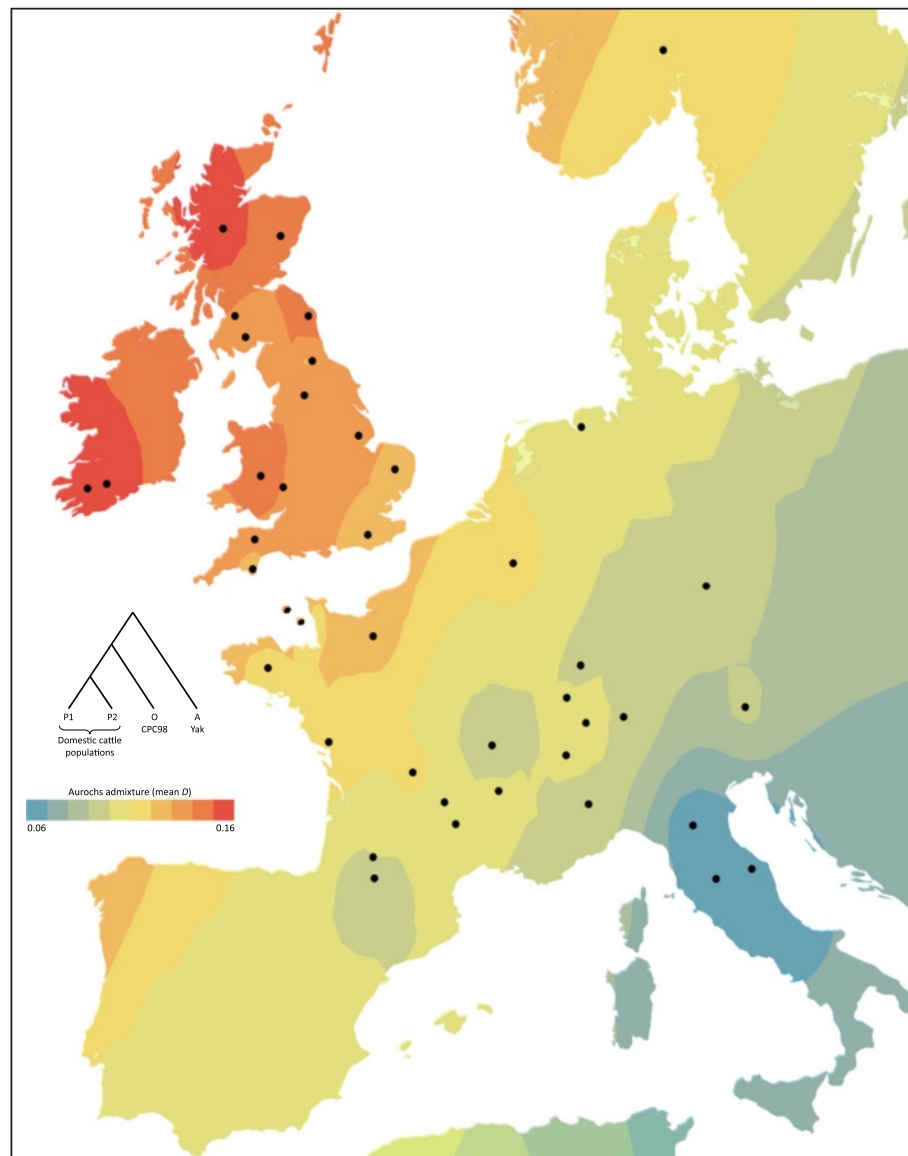 P1 P2 O A
CPC98 Yak
Domestic cattle
populations
Aurochs admixture (mean D)
0.06 0.16